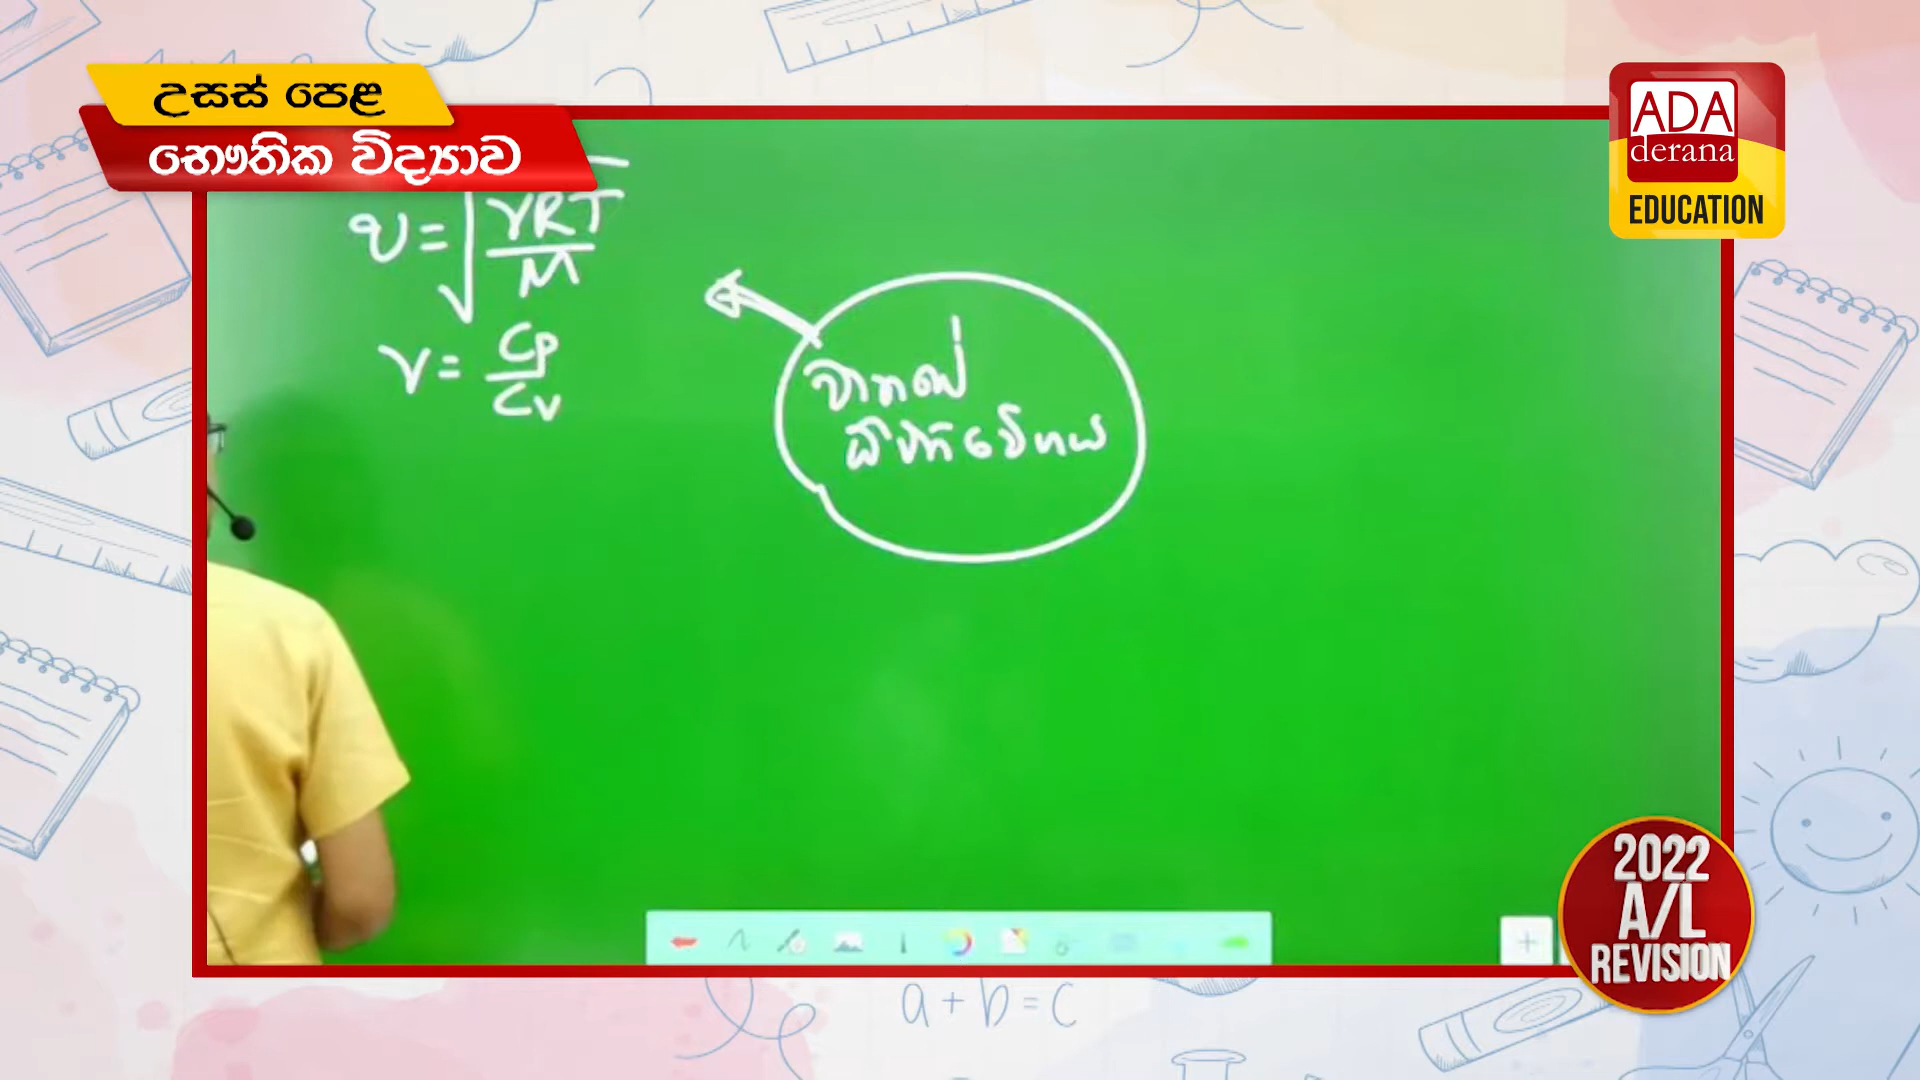 උසස් පෙළ
භෞතික විද්‍යාව
ADA
derana
EDUCATION
v = √(γRT / M)
γ = Cp / Cv
වාතයේ
ධ්වනි වේගය
2022
A/L
REVISION
a + b = c